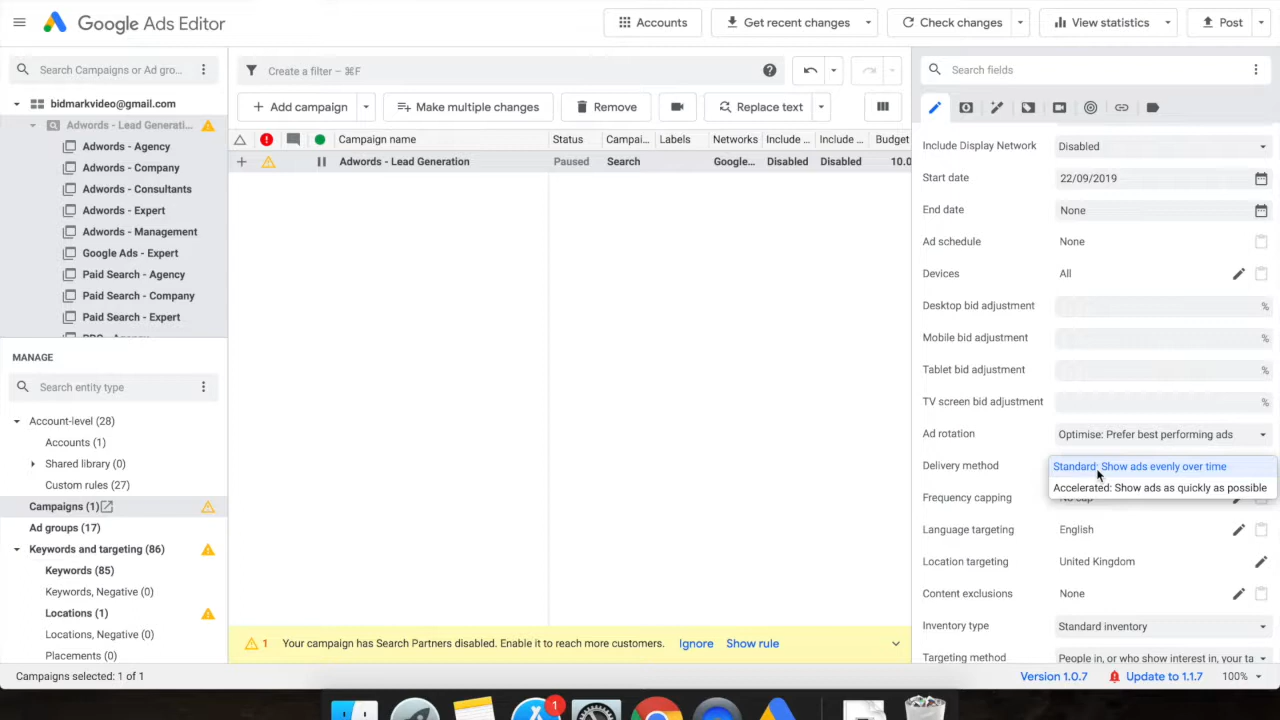 Google Ads Editor
Accounts
Get recent changes
Check changes
View statistics
Post
Search Campaigns or Ad gro...
bidmarkvideo@gmail.com
Adwords - Lead Generati...
Adwords - Agency
Adwords - Company
Adwords - Consultants
Adwords - Expert
Adwords - Management
Google Ads - Expert
Paid Search - Agency
Paid Search - Company
Paid Search - Expert
MANAGE
Search entity type
Account-level (28)
Accounts (1)
Shared library (0)
Custom rules (27)
Campaigns (1)
Ad groups (17)
Keywords and targeting (86)
Keywords (85)
Keywords, Negative (0)
Locations (1)
Locations, Negative (0)
Placements (0)
Campaigns selected: 1 of 1
Create a filter – ⌘F
Add campaign
Make multiple changes
Remove
Replace text
Campaign name Status Campai... Labels Networks Include ... Include ... Budget
Adwords - Lead Generation Paused Search Google... Disabled Disabled 10.0
1 Your campaign has Search Partners disabled. Enable it to reach more customers. Ignore Show rule
Search fields
Include Display Network Disabled
Start date 22/09/2019
End date None
Ad schedule None
Devices All
Desktop bid adjustment %
Mobile bid adjustment %
Tablet bid adjustment %
TV screen bid adjustment %
Ad rotation Optimise: Prefer best performing ads
Delivery method Standard: Show ads evenly over time
Accelerated: Show ads as quickly as possible
Frequency capping No cap
Language targeting English
Location targeting United Kingdom
Content exclusions None
Inventory type Standard inventory
Targeting method People in, or who show interest in, your ta
Version 1.0.7 Update to 1.1.7 100%
1